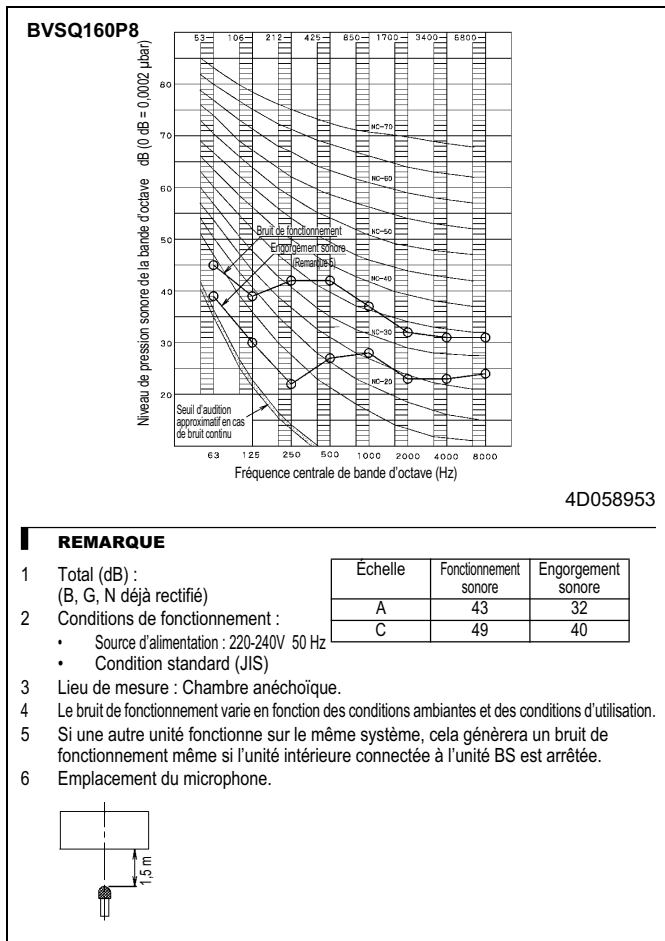 BVSQ160P8
Niveau de pression sonore de la bande d'octave dB (0 dB = 0,0002 µbar)
53 106 212 425 850 1700 3400 6800
80
70
60
50
40
30
20
NC-70
NC-60
NC-50
NC-40
NC-30
NC-20
Bruit de fonctionnement
Engorgement sonore
(Remarque 5)
Seuil d'audition
approximatif en cas
de bruit continu
63 125 250 500 1000 2000 4000 8000
Fréquence centrale de bande d'octave (Hz)
4D058953
REMARQUE
1 Total (dB) :
(B, G, N déjà rectifié)
Échelle Fonctionnement sonore Engorgement sonore
A 43 32
C 49 40
2 Conditions de fonctionnement :
• Source d'alimentation : 220-240V 50 Hz
• Condition standard (JIS)
3 Lieu de mesure : Chambre anéchoïque.
4 Le bruit de fonctionnement varie en fonction des conditions ambiantes et des conditions d'utilisation.
5 Si une autre unité fonctionne sur le même système, cela génèrera un bruit de
fonctionnement même si l'unité intérieure connectée à l'unité BS est arrêtée.
6 Emplacement du microphone.
1,5 m